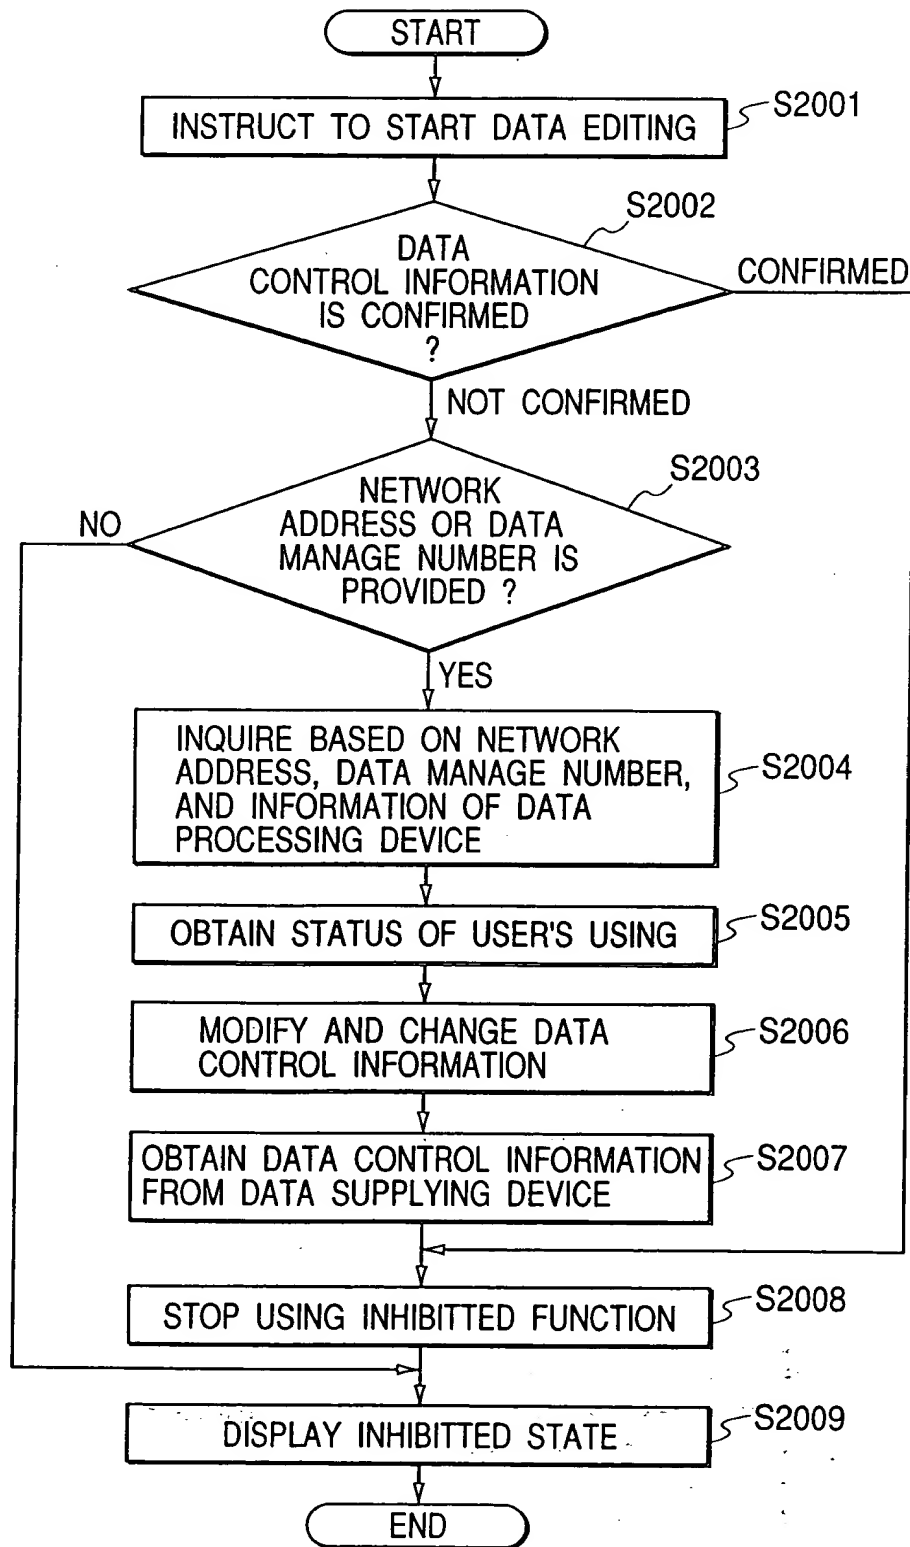 START
INSTRUCT TO START DATA EDITING
S2001
S2002
DATA
CONTROL INFORMATION
IS CONFIRMED
?
CONFIRMED
NOT CONFIRMED
S2003
NETWORK
ADDRESS OR DATA
MANAGE NUMBER IS
PROVIDED ?
NO
YES
INQUIRE BASED ON NETWORK
ADDRESS, DATA MANAGE NUMBER,
AND INFORMATION OF DATA
PROCESSING DEVICE
S2004
OBTAIN STATUS OF USER'S USING
S2005
MODIFY AND CHANGE DATA
CONTROL INFORMATION
S2006
OBTAIN DATA CONTROL INFORMATION
FROM DATA SUPPLYING DEVICE
S2007
STOP USING INHIBITTED FUNCTION
S2008
DISPLAY INHIBITTED STATE
S2009
END